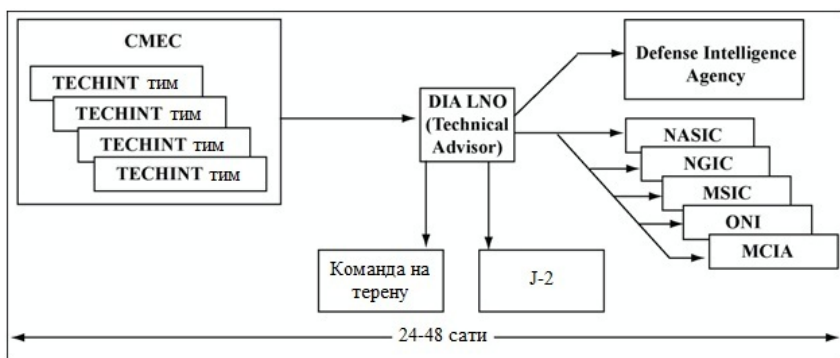 CMEC
TECHINT тим
TECHINT тим
TECHINT тим
TECHINT тим
DIA LNO
(Technical
Advisor)
Defense Intelligence
Agency
NASIC
NGIC
MSIC
ONI
MCIA
Команда на
терену
Ј-2
24-48 сати